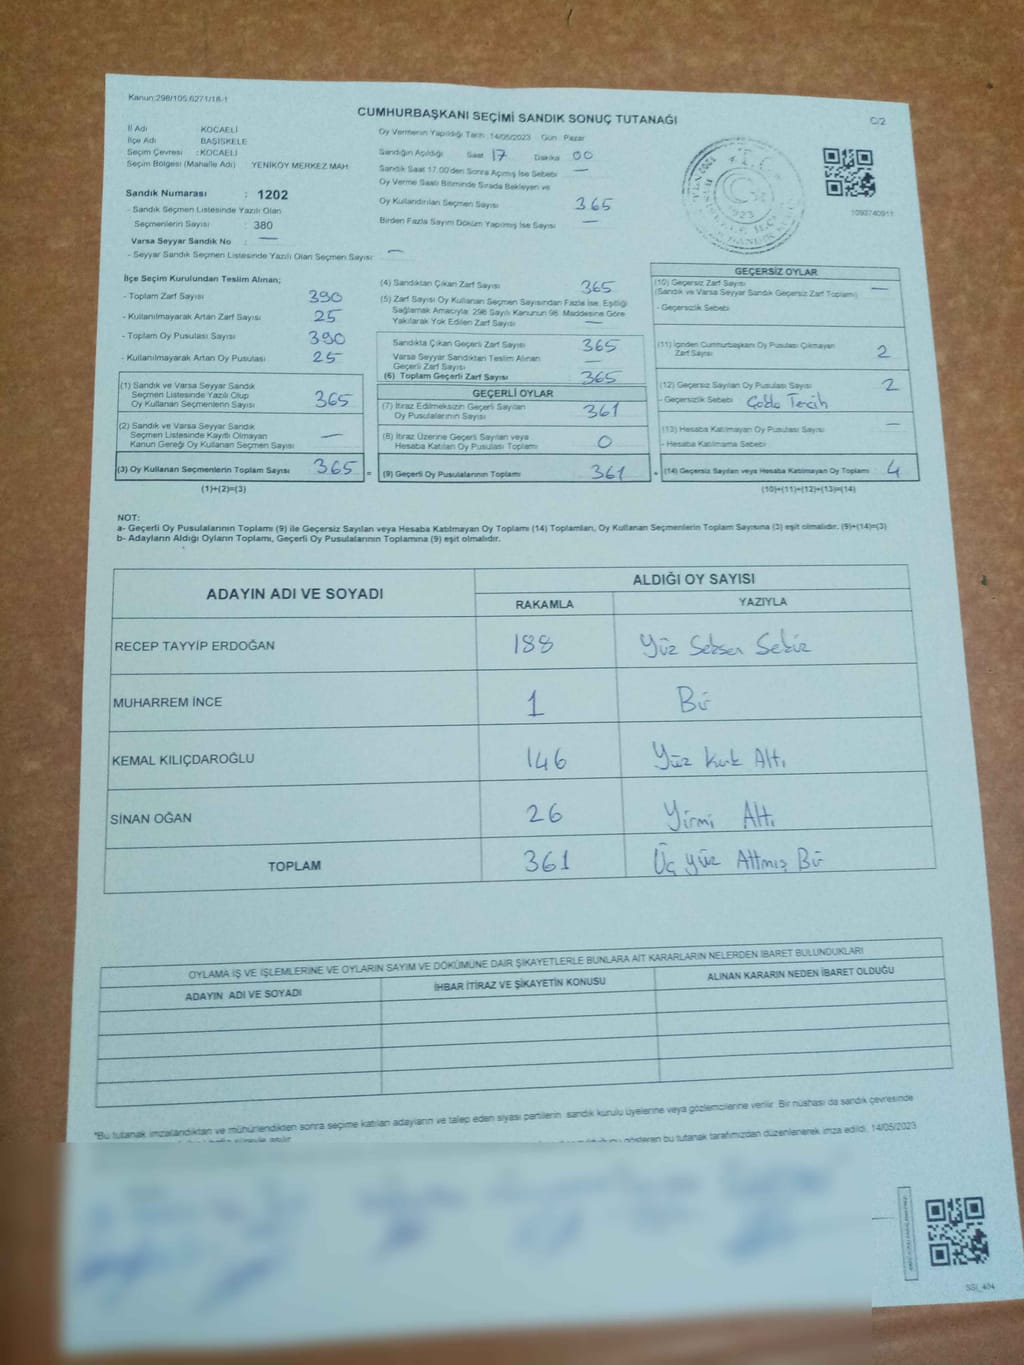 Kanun:298/105,6271/18-1
CUMHURBAŞKANI SEÇİMİ SANDIK SONUÇ TUTANAĞI
C/2
İl Adı KOCAELİ
İlçe Adı BAŞİSKELE
Seçim Çevresi : KOCAELİ
Seçim Bölgesi (Mahalle Adı) YENİKÖY MERKEZ MAH.
Sandık Numarası : 1202
- Sandık Seçmen Listesinde Yazılı Olan
Seçmenlerin Sayısı : 380
Varsa Seyyar Sandık No : —
- Seyyar Sandık Seçmen Listesinde Yazılı Olan Seçmen Sayısı: —
Oy Vermenin Yapıldığı Tarih : 14/05/2023 Gün : Pazar
Sandığın Açıldığı Saat 17 Dakika 00
Sandık Saat 17.00'den Sonra Açılmış İse Sebebi —
Oy Verme Saati Bitiminde Sırada Bekleyen ve
Oy Kullandırılan Seçmen Sayısı 365
Birden Fazla Sayım Döküm Yapılmış İse Sayısı —
1923
1093740911
İlçe Seçim Kurulundan Teslim Alınan;
- Toplam Zarf Sayısı 390
- Kullanılmayarak Artan Zarf Sayısı 25
- Toplam Oy Pusulası Sayısı 390
- Kullanılmayarak Artan Oy Pusulası 25
(1) Sandık ve Varsa Seyyar Sandık
Seçmen Listesinde Yazılı Olup
Oy Kullanan Seçmenlerin Sayısı 365
(2) Sandık ve Varsa Seyyar Sandık
Seçmen Listesinde Kayıtlı Olmayan
Kanun Gereği Oy Kullanan Seçmen Sayısı —
(3) Oy Kullanan Seçmenlerin Toplam Sayısı 365 =
(1)+(2)=(3)
(4) Sandıktan Çıkan Zarf Sayısı 365
(5) Zarf Sayısı Oy Kullanan Seçmen Sayısından Fazla İse, Eşitliği
Sağlamak Amacıyla; 298 Sayılı Kanunun 98. Maddesine Göre
Yakılarak Yok Edilen Zarf Sayısı —
Sandıkta Çıkan Geçerli Zarf Sayısı 365
Varsa Seyyar Sandıktan Teslim Alınan
Geçerli Zarf Sayısı —
(6) Toplam Geçerli Zarf Sayısı 365
GEÇERLİ OYLAR
(7) İtiraz Edilmeksizin Geçerli Sayılan
Oy Pusulalarının Sayısı 361
(8) İtiraz Üzerine Geçerli Sayılan veya
Hesaba Katılan Oy Pusulası Toplamı 0
(9) Geçerli Oy Pusulalarının Toplamı 361 +
GEÇERSİZ OYLAR
(10) Geçersiz Zarf Sayısı —
(Sandık ve Varsa Seyyar Sandık Geçersiz Zarf Toplamı)
- Geçersizlik Sebebi
(11) İçinden Cumhurbaşkanı Oy Pusulası Çıkmayan
Zarf Sayısı 2
(12) Geçersiz Sayılan Oy Pusulası Sayısı 2
- Geçersizlik Sebebi Çoklu Tercih
(13) Hesaba Katılmayan Oy Pusulası Sayısı —
- Hesaba Katılmama Sebebi
(14) Geçersiz Sayılan veya Hesaba Katılmayan Oy Toplamı 4
(10)+(11)+(12)+(13)=(14)
NOT:
a- Geçerli Oy Pusulalarının Toplamı (9) ile Geçersiz Sayılan veya Hesaba Katılmayan Oy Toplamı (14) Toplamları, Oy Kullanan Seçmenlerin Toplam Sayısına (3) eşit olmalıdır. (9)+(14)=(3)
b- Adayların Aldığı Oyların Toplamı, Geçerli Oy Pusulalarının Toplamına (9) eşit olmalıdır.
ADAYIN ADI VE SOYADI
ALDIĞI OY SAYISI
RAKAMLA YAZIYLA
RECEP TAYYİP ERDOĞAN 188 Yüz Seksen Sekiz
MUHARREM İNCE 1 Bir
KEMAL KILIÇDAROĞLU 146 Yüz Kırk Altı
SİNAN OĞAN 26 Yirmi Altı
TOPLAM 361 Üç yüz Altmış Bir
OYLAMA İŞ VE İŞLEMLERİNE VE OYLARIN SAYIM VE DÖKÜMÜNE DAİR ŞİKAYETLERLE BUNLARA AİT KARARLARIN NELERDEN İBARET BULUNDUKLARI
ADAYIN ADI VE SOYADI
İHBAR İTİRAZ VE ŞİKAYETİN KONUSU
ALINAN KARARIN NEDEN İBARET OLDUĞU
*Bu tutanak imzalandıktan ve mühürlendikten sonra seçime katılan adayların ve talep eden siyasi partilerin sandık kurulu üyelerine veya gözlemcilerine verilir. Bir nüshası da sandık çevresinde
gösteren bu tutanak tarafımızdan düzenlenerek imza edildi. 14/05/2023
SSI_404